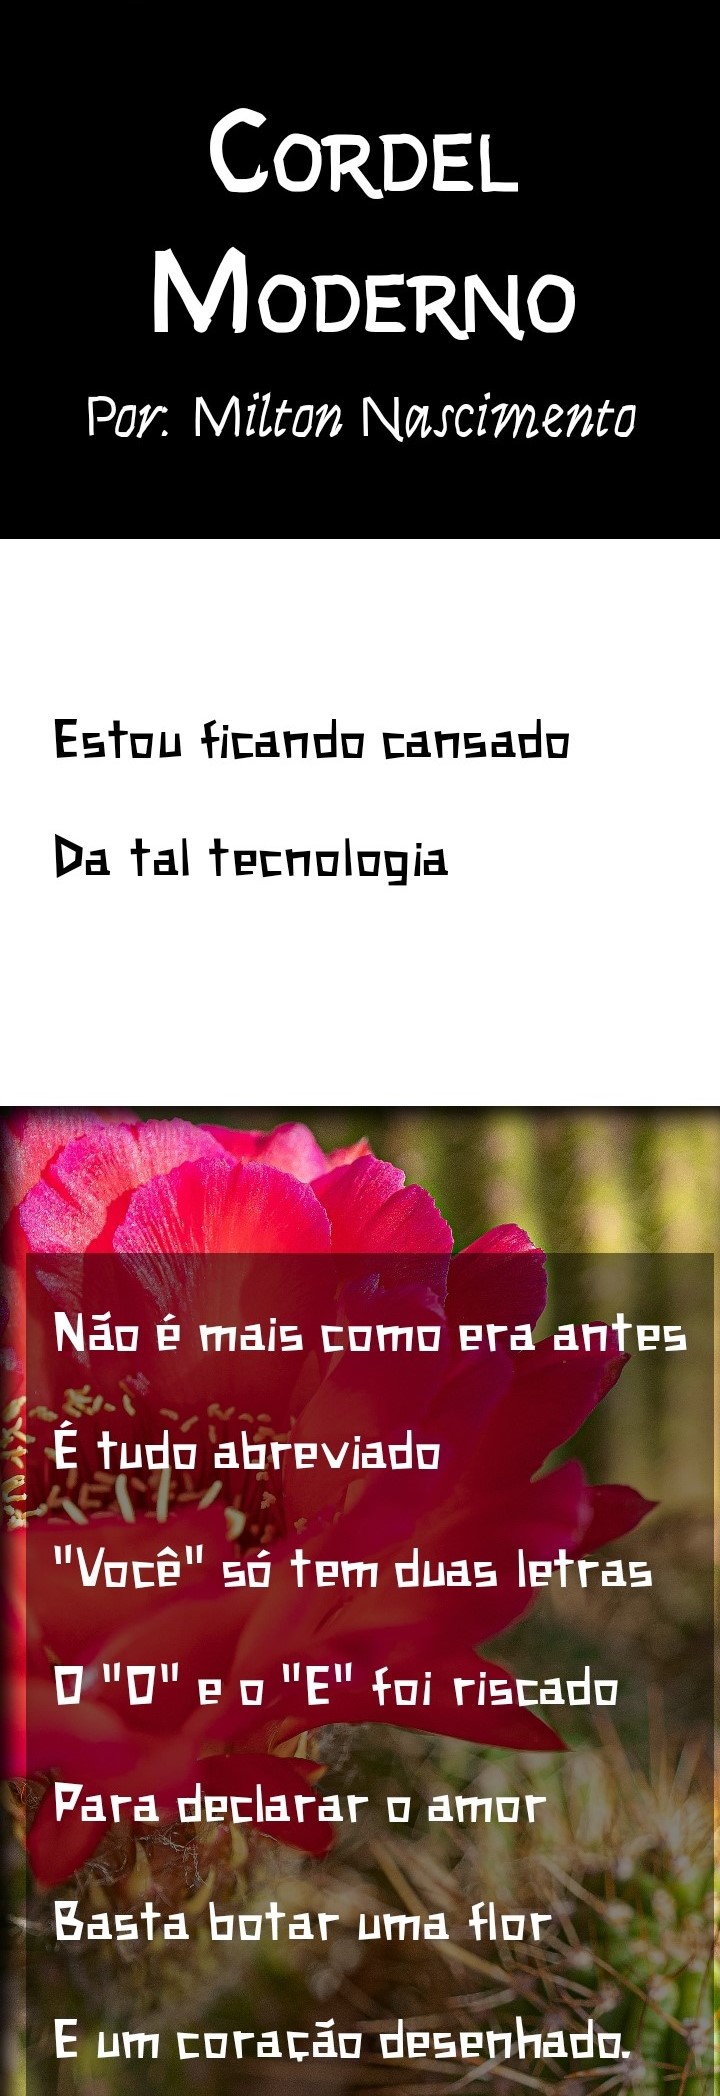 Cordel
Moderno
Por: Milton Nascimento
Estou ficando cansado
Da tal tecnologia
Não é mais como era antes
É tudo abreviado
"Você" só tem duas letras
O "O" e o "E" foi riscado
Para declarar o amor
Basta botar uma flor
E um coração desenhado.